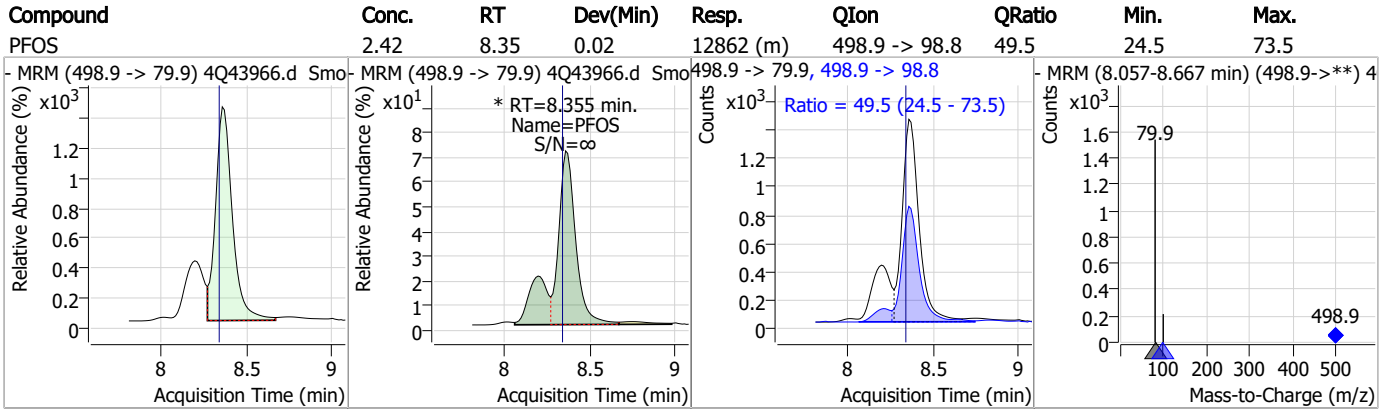 Compound Conc. RT Dev(Min) Resp. QIon QRatio Min. Max.
PFOS 2.42 8.35 0.02 12862 (m) 498.9 -> 98.8 49.5 24.5 73.5
- MRM (498.9 -> 79.9) 4Q43966.d Smo
Relative Abundance (%)
x10³
1.2
1
0.8
0.6
0.4
0.2
0
8 8.5 9
Acquisition Time (min)
- MRM (498.9 -> 79.9) 4Q43966.d Smo
Relative Abundance (%)
x10¹
* RT=8.355 min.
Name=PFOS
S/N=∞
8
7
6
5
4
3
2
1
0
8 8.5 9
Acquisition Time (min)
498.9 -> 79.9, 498.9 -> 98.8
Counts
x10³
Ratio = 49.5 (24.5 - 73.5)
1.2
1
0.8
0.6
0.4
0.2
0
8 8.5 9
Acquisition Time (min)
- MRM (8.057-8.667 min) (498.9->**) 4
Counts
x10³
79.9
1.6
1.4
1.2
1
0.8
0.6
0.4
0.2
0
498.9
100 200 300 400 500
Mass-to-Charge (m/z)